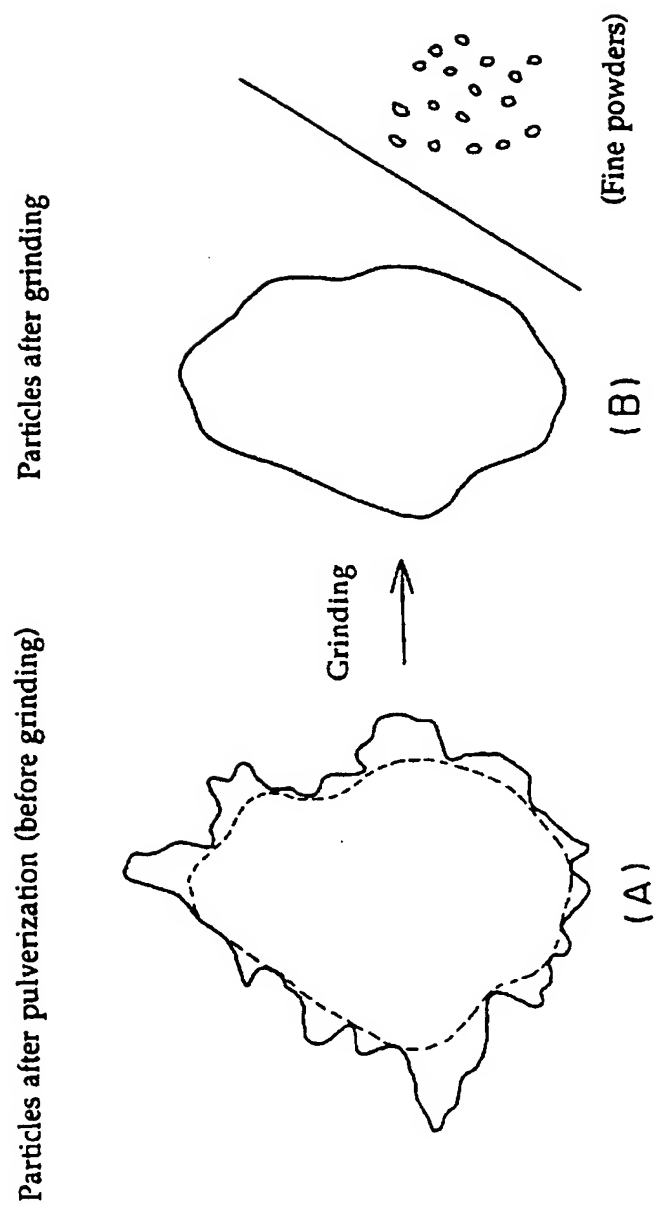 Particles after pulverization (before grinding)
Particles after grinding
Grinding
(A)
(B)
(Fine powders)